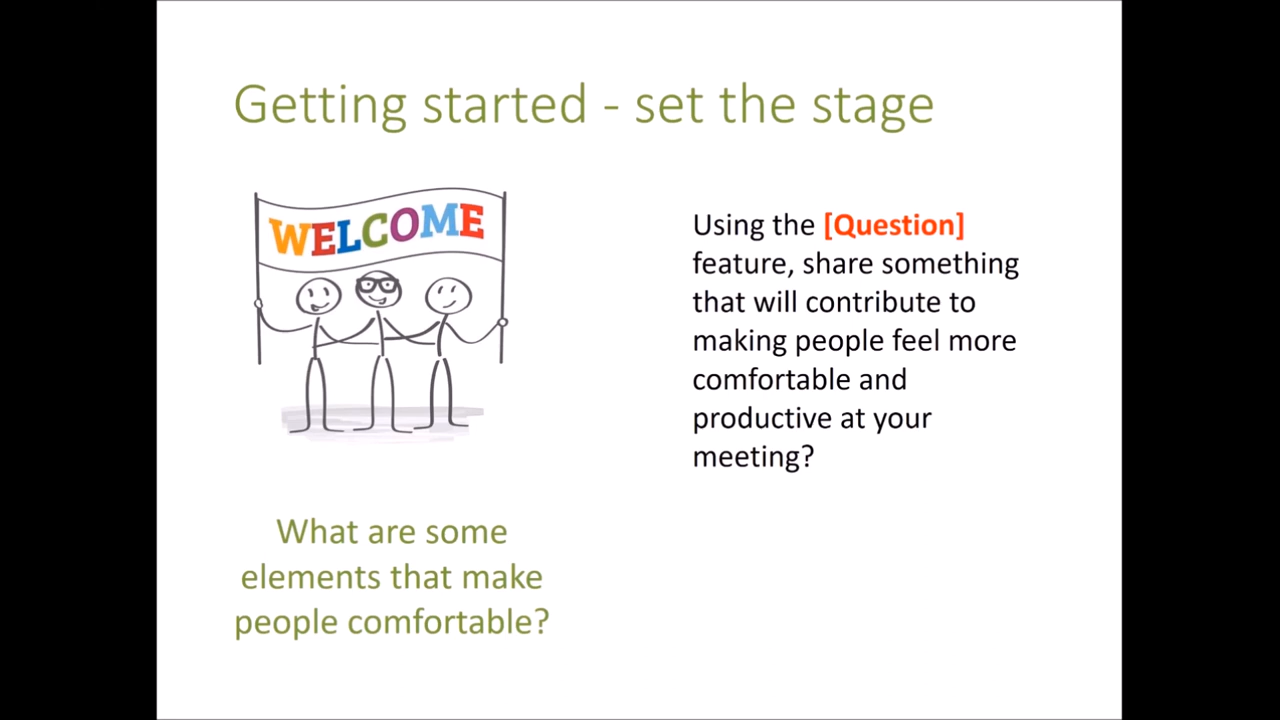 Getting started - set the stage
WELCOME
Using the [Question]
feature, share something
that will contribute to
making people feel more
comfortable and
productive at your
meeting?
What are some
elements that make
people comfortable?